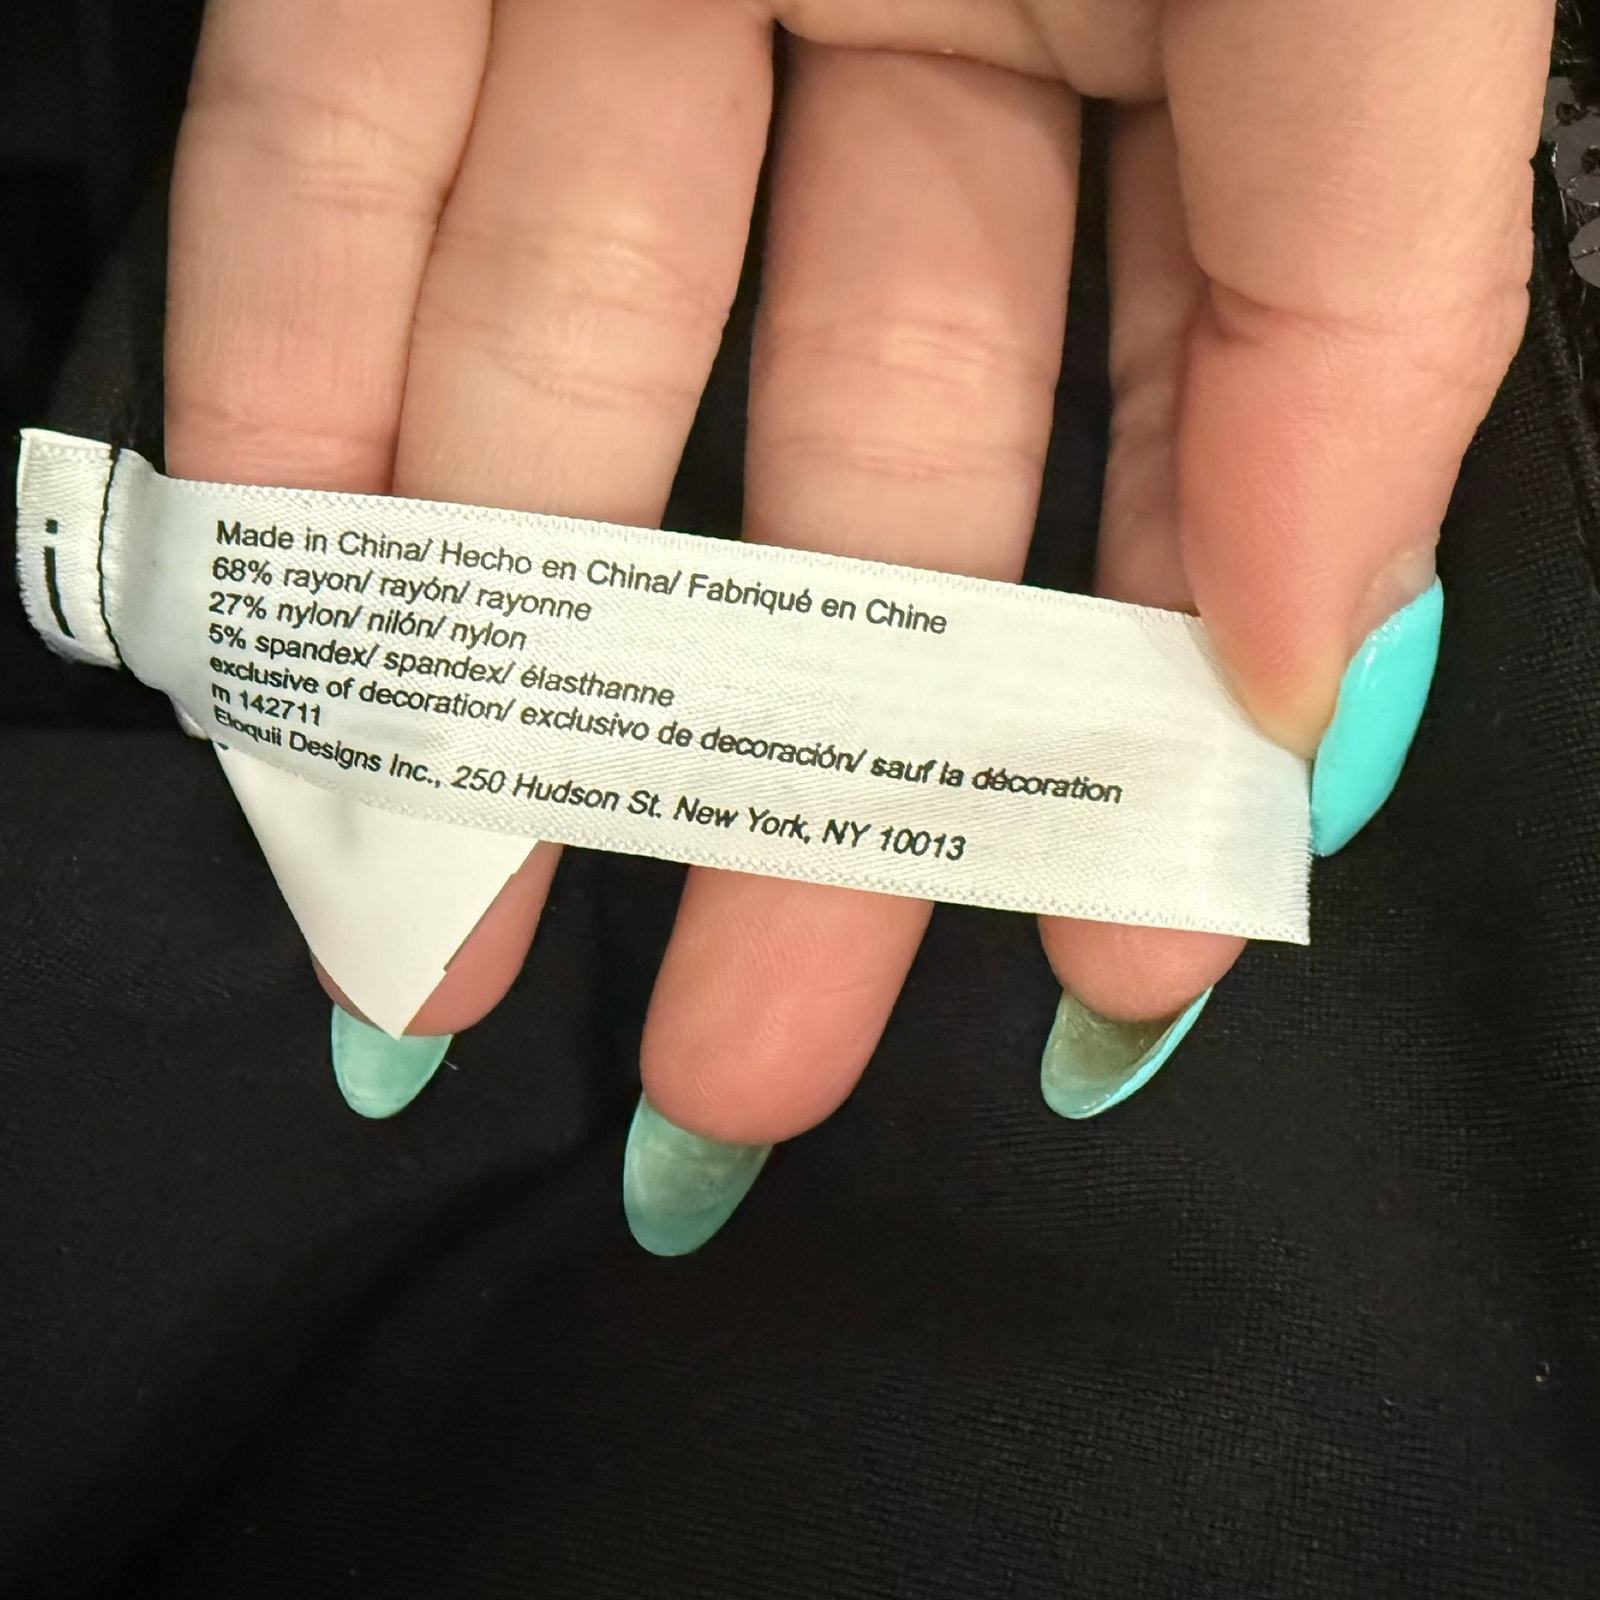 Made in China/ Hecho en China/ Fabriqué en Chine
68% rayon/ rayón/ rayonne
27% nylon/ nilón/ nylon
5% spandex/ spandex/ élasthanne
exclusive of decoration/ exclusivo de decoración/ sauf la décoration
m 142711
Eloquii Designs Inc., 250 Hudson St. New York, NY 10013